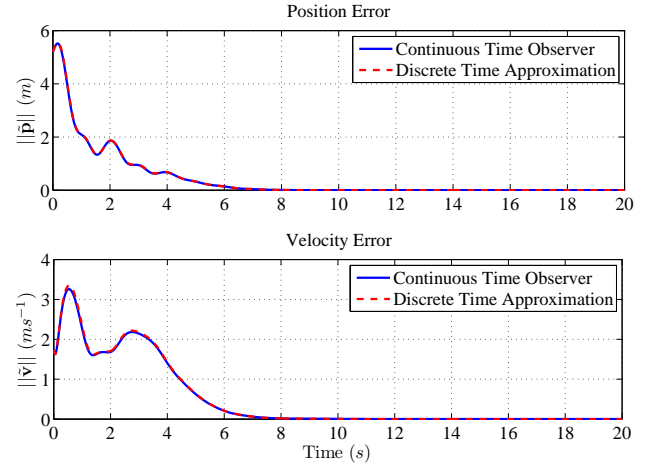 Position Error
6
4
2
0
||p̃|| (m)
Continuous Time Observer
Discrete Time Approximation
0 2 4 6 8 10 12 14 16 18 20
Velocity Error
4
3
2
1
0
||ṽ|| (ms⁻¹)
Continuous Time Observer
Discrete Time Approximation
0 2 4 6 8 10 12 14 16 18 20
Time (s)